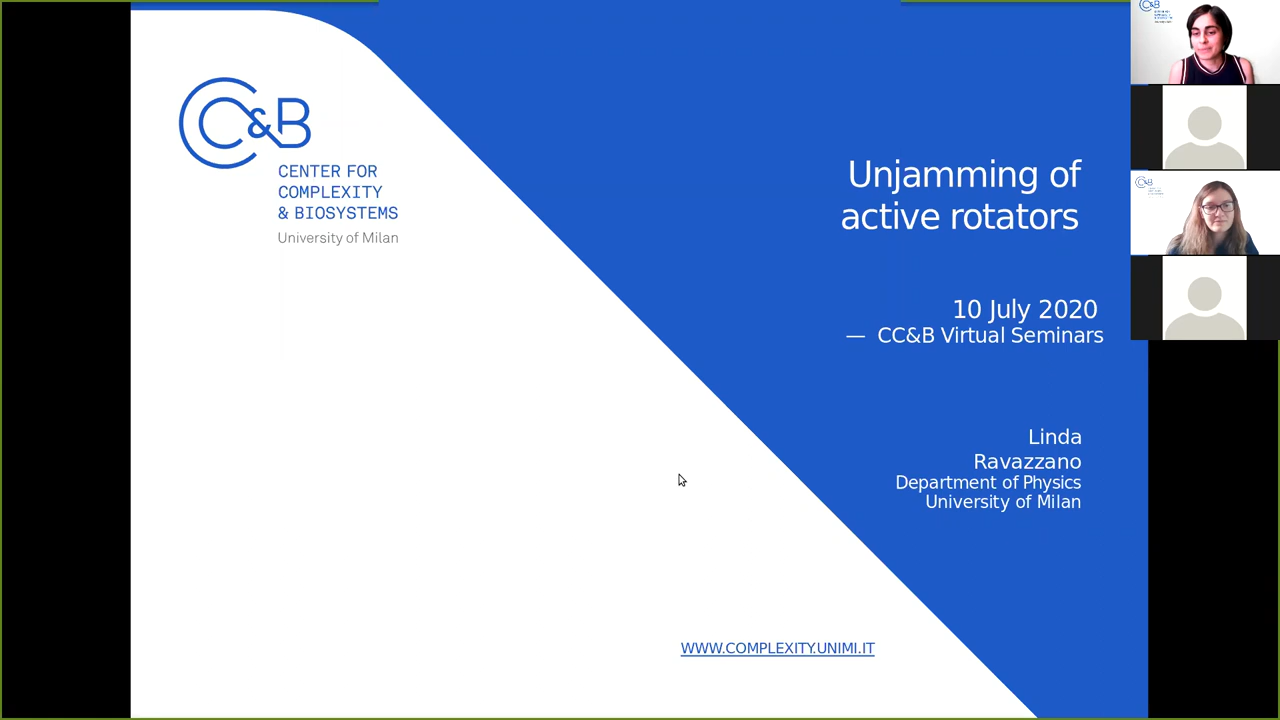 CC&B
CENTER FOR
COMPLEXITY
& BIOSYSTEMS
University of Milan
Unjamming of
active rotators
10 July 2020
— CC&B Virtual Seminars
Linda
Ravazzano
Department of Physics
University of Milan
WWW.COMPLEXITY.UNIMI.IT